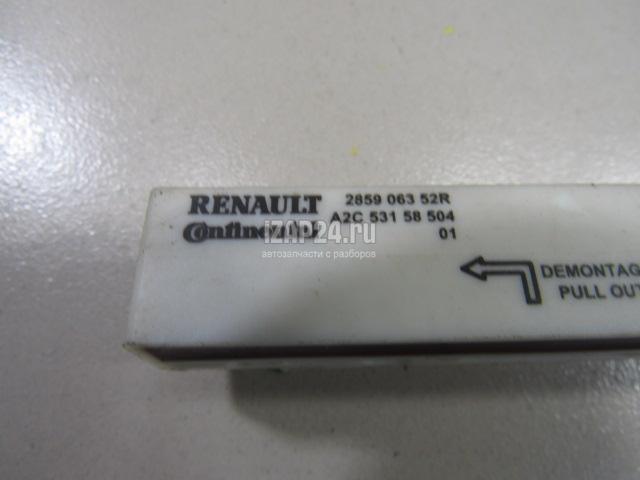 RENAULT 2859 063 52R
Continental A2C 531 58 504
01
iZAP24.ru
автозапчасти с разборов
DEMONTAG
PULL OUT